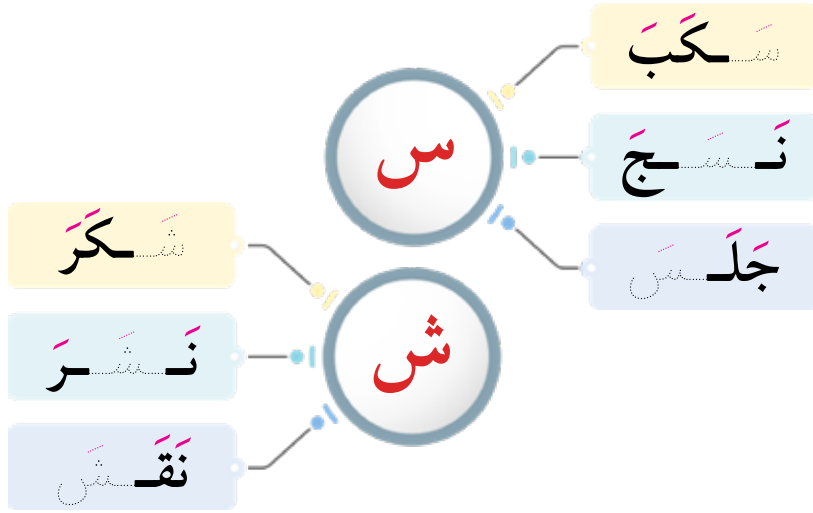 سَكَبَ
س
نَسَجَ
جَلَسَ
شَكَرَ
ش
نَشَرَ
نَقَشَ